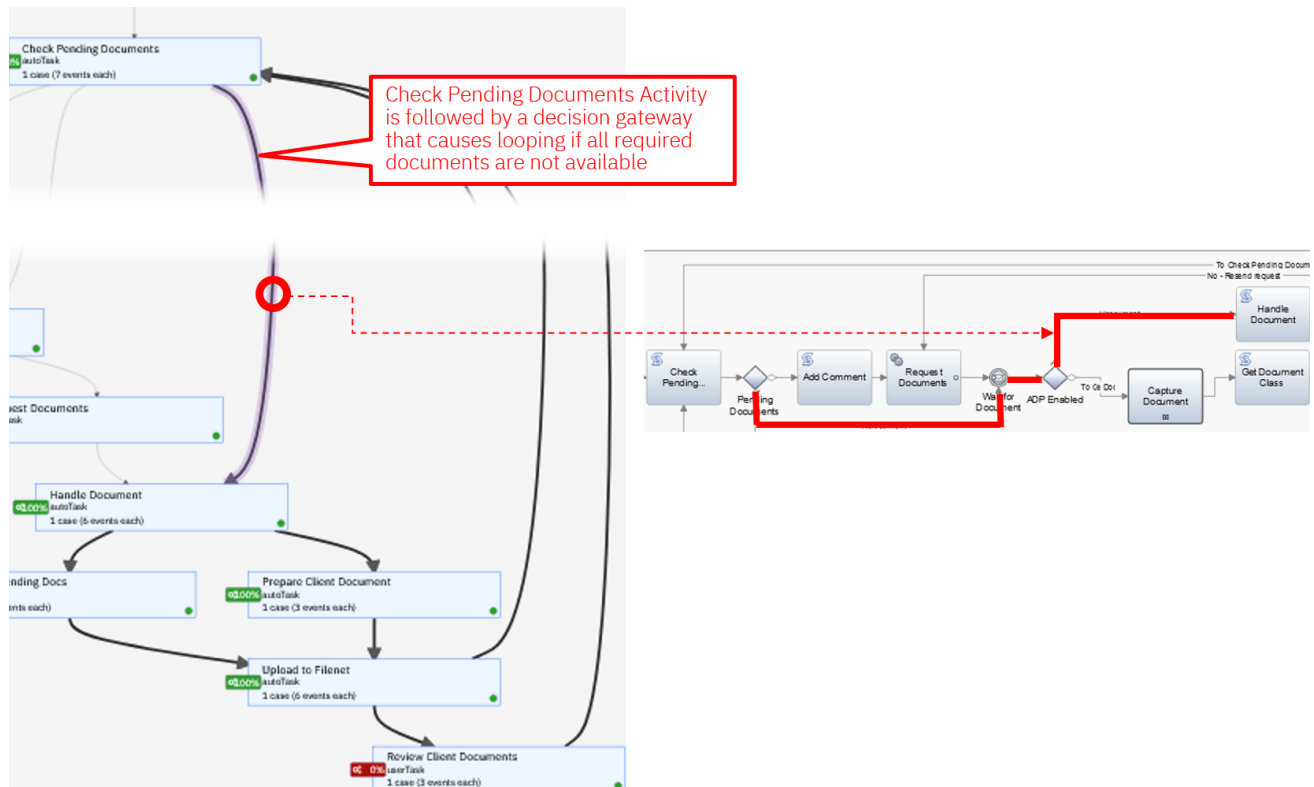 Check Pending Documents
autoTask
1 case (7 events each)
Check Pending Documents Activity
is followed by a decision gateway
that causes looping if all required
documents are not available
To Check Pending Docum
No - Resend request
Handle
Document
Check
Pending...
Add Comment
Request
Documents
Get Document
Class
Pending
Documents
Wait for
Document
ADP Enabled
Capture
Document
est Documents
ask
Handle Document
100%
autoTask
1 case (6 events each)
nding Docs
ents each)
Prepare Client Document
100%
autoTask
1 case (3 events each)
Upload to Filenet
100%
autoTask
1 case (6 events each)
Review Client Documents
0%
userTask
1 case (3 events each)